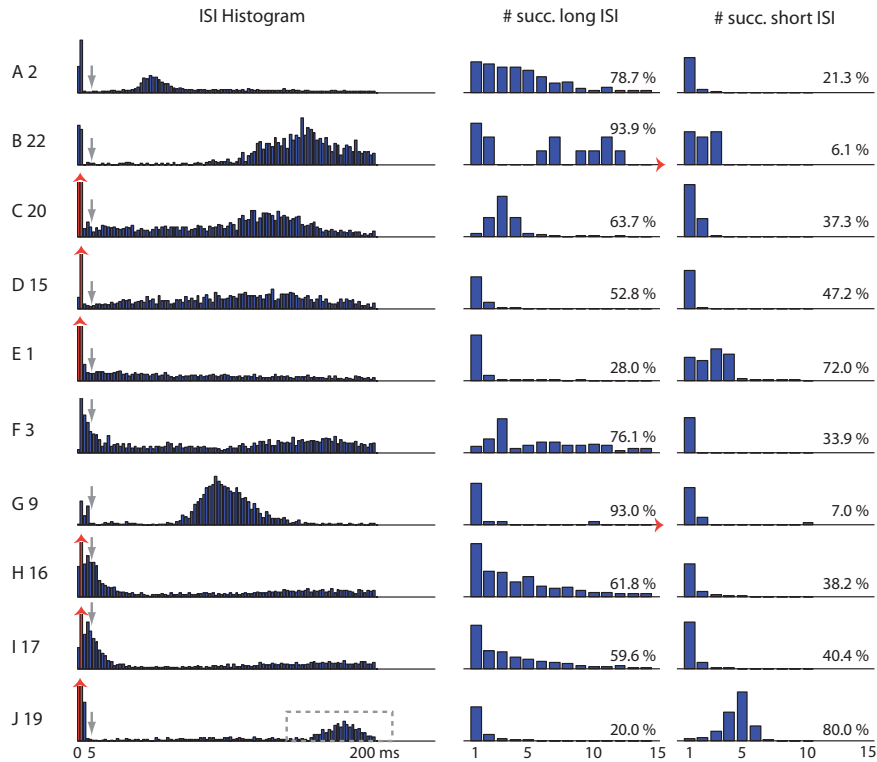 ISI Histogram # succ. long ISI # succ. short ISI
A 2 78.7 % 21.3 %
B 22 93.9 % 6.1 %
C 20 63.7 % 37.3 %
D 15 52.8 % 47.2 %
E 1 28.0 % 72.0 %
F 3 76.1 % 33.9 %
G 9 93.0 % 7.0 %
H 16 61.8 % 38.2 %
I 17 59.6 % 40.4 %
J 19 20.0 % 80.0 %
0 5 200 ms 1 5 10 15 1 5 10 15